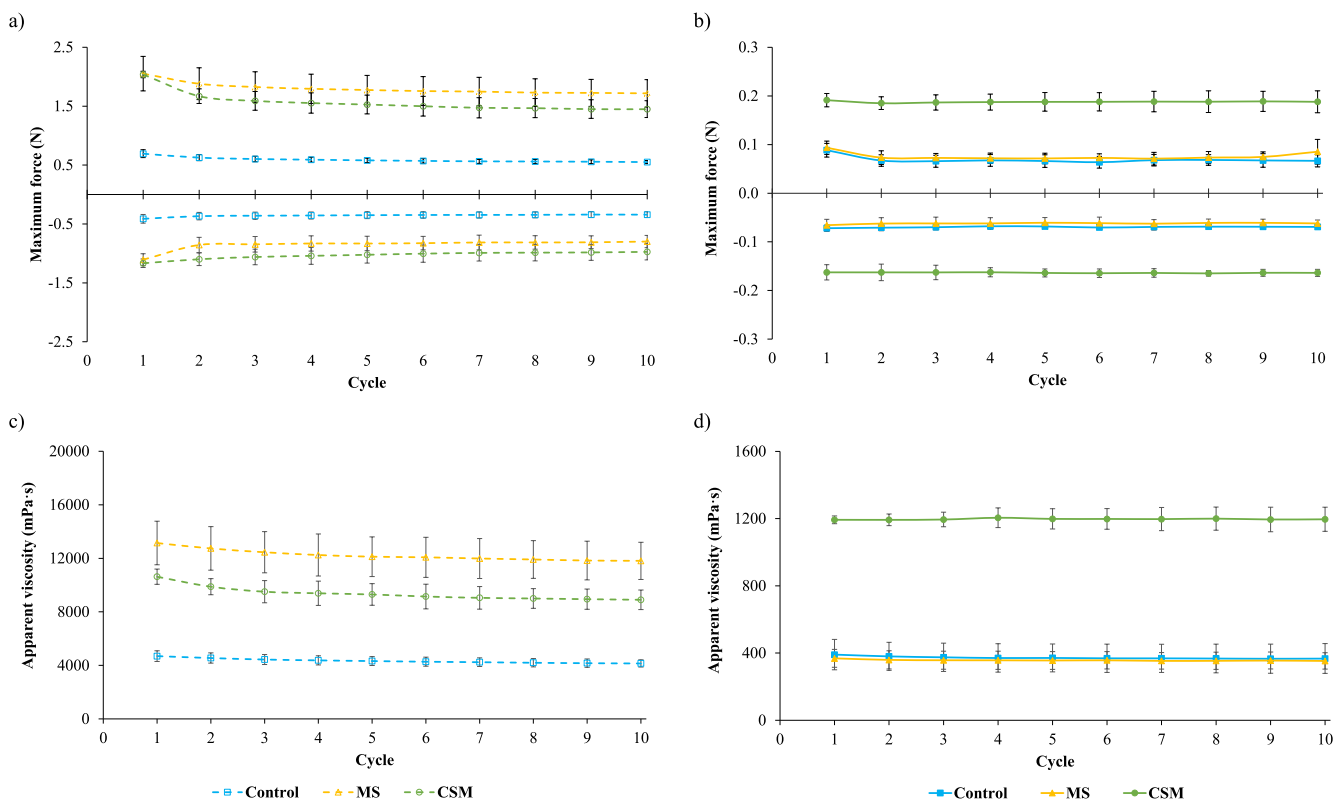 a)
2.5
1.5
0.5
-0.5
-1.5
-2.5
Maximum force (N)
0 1 2 3 4 5 6 7 8 9 10
Cycle
b)
0.3
0.2
0.1
0.0
-0.1
-0.2
-0.3
Maximum force (N)
0 1 2 3 4 5 6 7 8 9 10
Cycle
c)
20000
16000
12000
8000
4000
0
Apparent viscosity (mPa·s)
0 1 2 3 4 5 6 7 8 9 10
Cycle
Control MS CSM
d)
1600
1200
800
400
0
Apparent viscosity (mPa·s)
0 1 2 3 4 5 6 7 8 9 10
Cycle
Control MS CSM